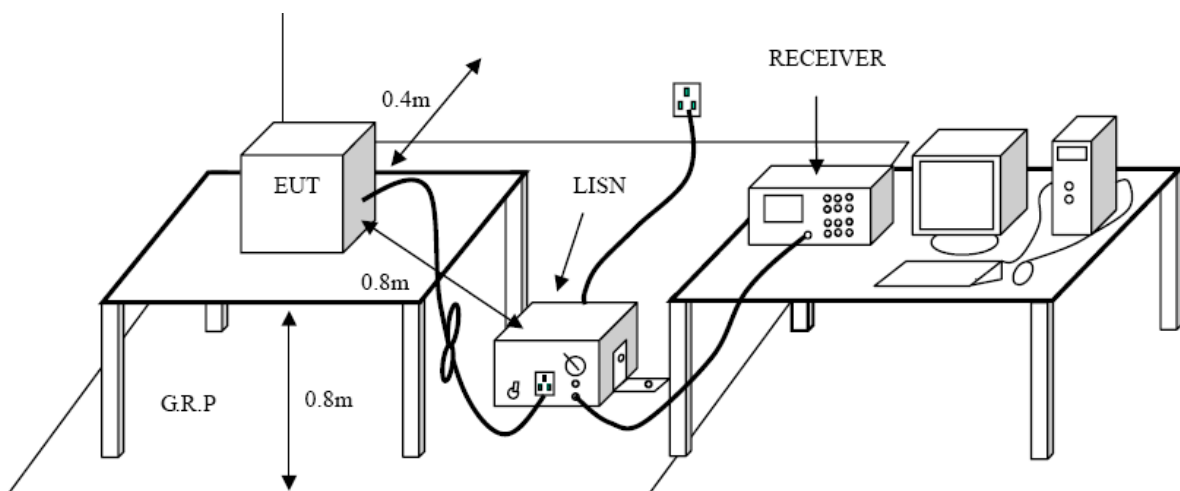 RECEIVER
0.4m
EUT
LISN
0.8m
G.R.P
0.8m